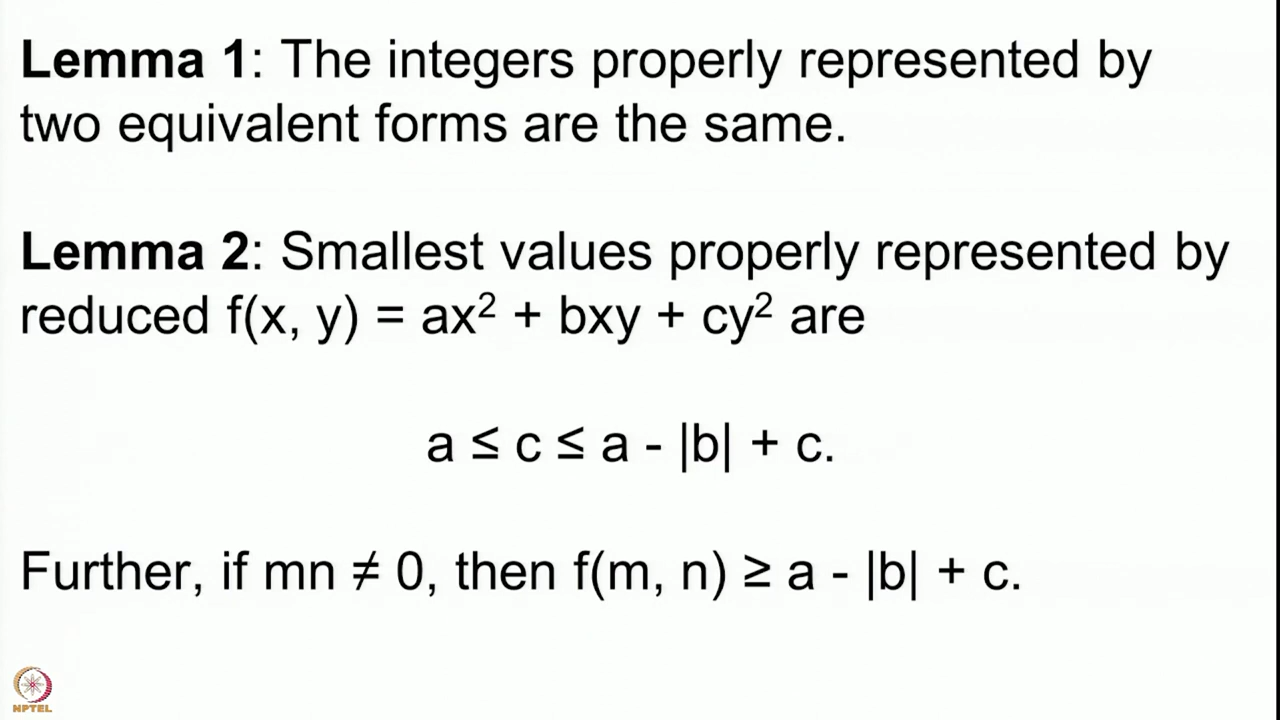 Lemma 1: The integers properly represented by
two equivalent forms are the same.
Lemma 2: Smallest values properly represented by
reduced f(x, y) = ax² + bxy + cy² are
a ≤ c ≤ a - |b| + c.
Further, if mn ≠ 0, then f(m, n) ≥ a - |b| + c.
NPTEL